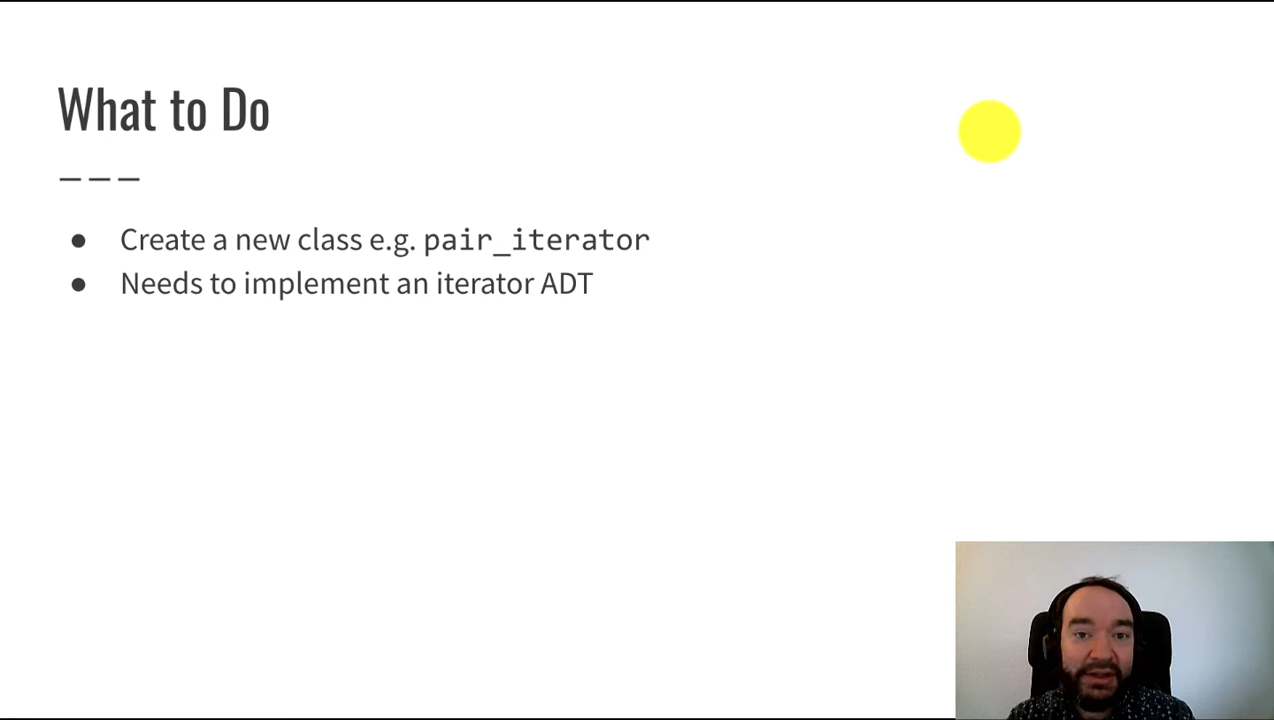 What to Do
● Create a new class e.g. pair_iterator
● Needs to implement an iterator ADT